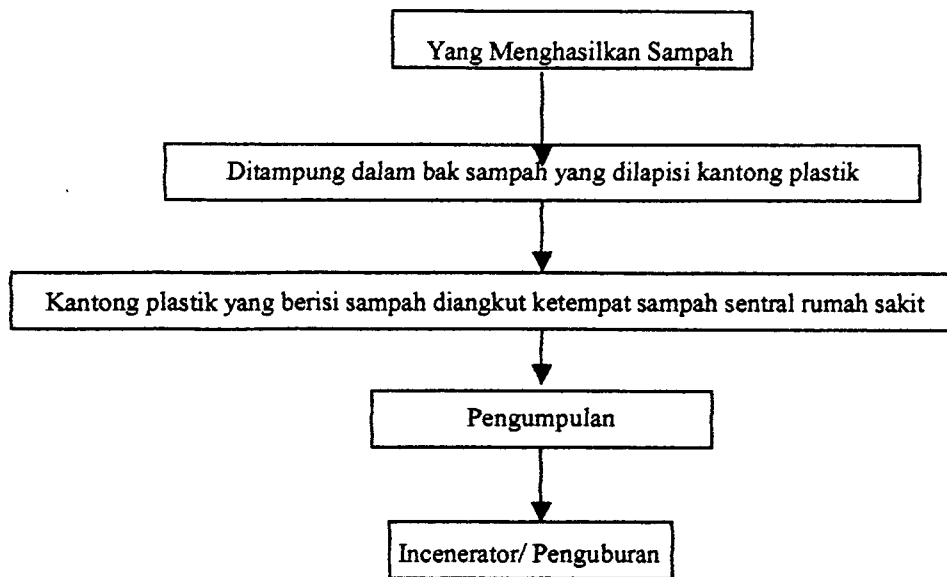 Yang Menghasilkan Sampah
Ditampung dalam bak sampah yang dilapisi kantong plastik
Kantong plastik yang berisi sampah diangkut ketempat sampah sentral rumah sakit
Pengumpulan
Incenerator/ Penguburan